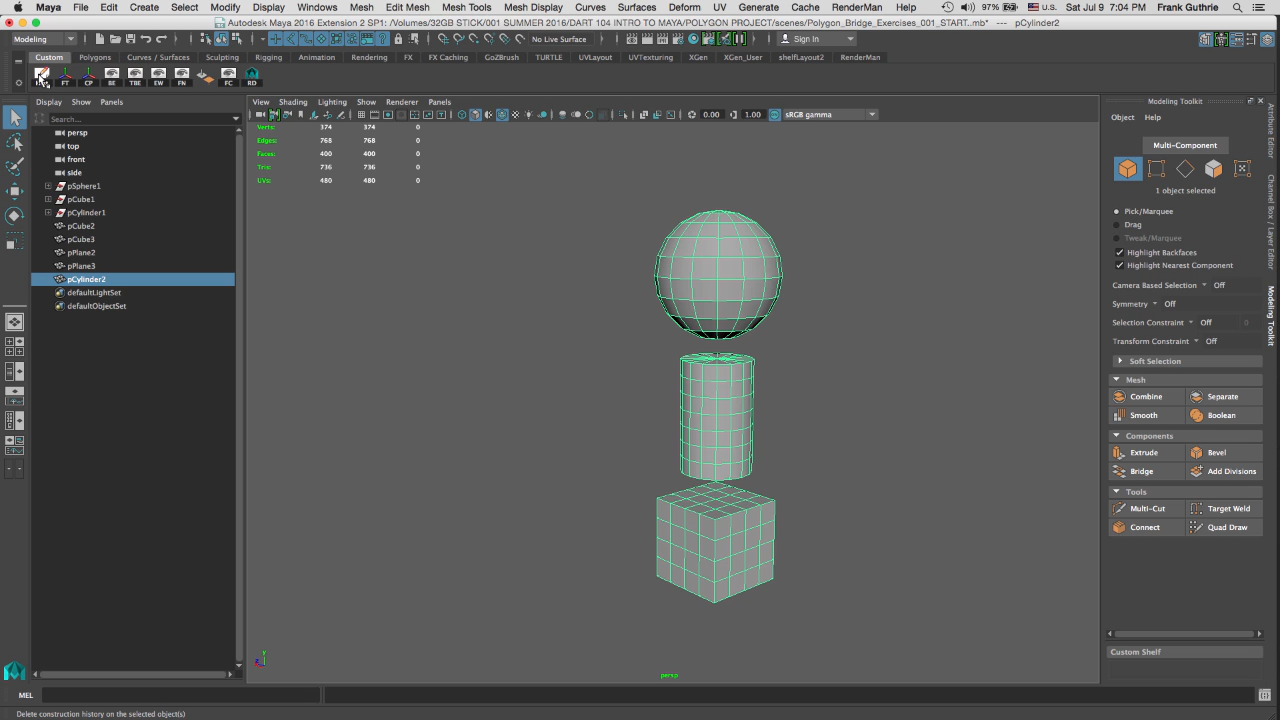 Maya File Edit Create Select Modify Display Windows Mesh Edit Mesh Mesh Tools Mesh Display Curves Surfaces Deform UV Generate Cache RenderMan Help 97% U.S. Sat Jul 9 7:04 PM Frank Guthrie
Autodesk Maya 2016 Extension 2 SP1: /Volumes/32GB STICK/001 SUMMER 2016/DART 104 INTRO TO MAYA/POLYGON PROJECT/scenes/Polygon_Bridge_Exercises_001_START..mb* --- pCylinder2
Modeling No Live Surface Sign In
Custom Polygons Curves / Surfaces Sculpting Rigging Animation Rendering FX FX Caching GoZBrush TURTLE UVLayout UVTexturing XGen XGen_User shelfLayout2 RenderMan
FT CP BE TBE EW FN FC RD
Display Show Panels
Search...
persp
top
front
side
pSphere1
pCube1
pCylinder1
pCube2
pCube3
pPlane2
pPlane3
pCylinder2
defaultLightSet
defaultObjectSet
View Shading Lighting Show Renderer Panels
0.00 1.00 sRGB gamma
Verts: 374 374 0
Edges: 768 768 0
Faces: 400 400 0
Tris: 736 736 0
UVs: 480 480 0
persp
Modeling Toolkit
Object Help
Multi-Component
1 object selected
Pick/Marquee
Drag
Tweak/Marquee
Highlight Backfaces
Highlight Nearest Component
Camera Based Selection Off
Symmetry Off
Selection Constraint Off 0
Transform Constraint Off
Soft Selection
Mesh
Combine Separate
Smooth Boolean
Components
Extrude Bevel
Bridge Add Divisions
Tools
Multi-Cut Target Weld
Connect Quad Draw
Custom Shelf
Attribute Editor
Channel Box / Layer Editor
Modeling Toolkit
MEL
Delete construction history on the selected object(s)